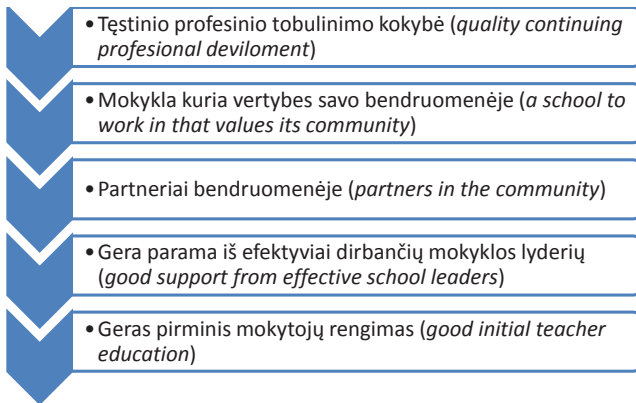 • Tęstinio profesinio tobulinimo kokybė (quality continuing
profesional deviloment)
• Mokykla kuria vertybes savo bendruomenėje (a school to
work in that values its community)
• Partneriai bendruomenėje (partners in the community)
• Gera parama iš efektyviai dirbančių mokyklos lyderių
(good support from effective school leaders)
• Geras pirminis mokytojų rengimas (good initial teacher
education)